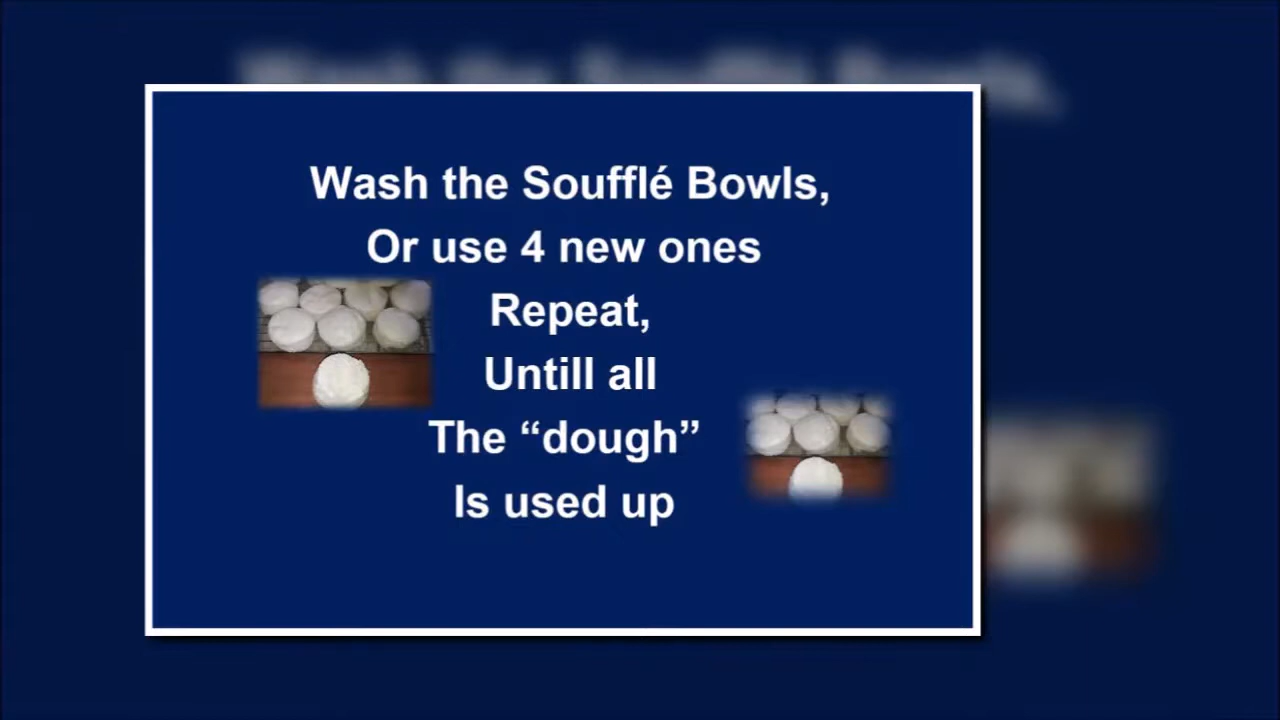 Wash the Soufflé Bowls,
Or use 4 new ones
Repeat,
Untill all
The “dough”
Is used up